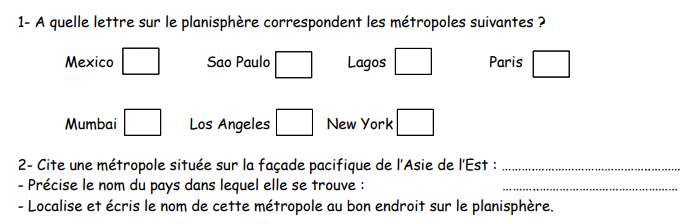 1- A quelle lettre sur le planisphère correspondent les métropoles suivantes ?
Mexico Sao Paulo Lagos Paris
Mumbai Los Angeles New York
2- Cite une métropole située sur la façade pacifique de l'Asie de l'Est : ……………………………………………………
- Précise le nom du pays dans lequel elle se trouve : ……………………………………………………
- Localise et écris le nom de cette métropole au bon endroit sur le planisphère.